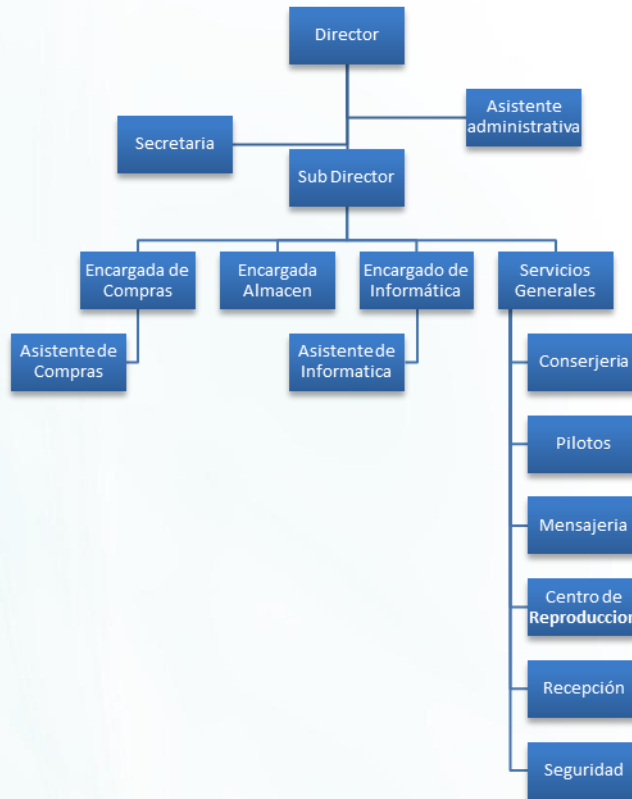 Director
Asistente
administrativa
Secretaria
Sub Director
Encargada de
Compras
Encargada
Almacen
Encargado de
Informática
Servicios
Generales
Asistente de
Compras
Asistente de
Informatica
Conserjeria
Pilotos
Mensajeria
Centro de
Reproduccion
Recepción
Seguridad